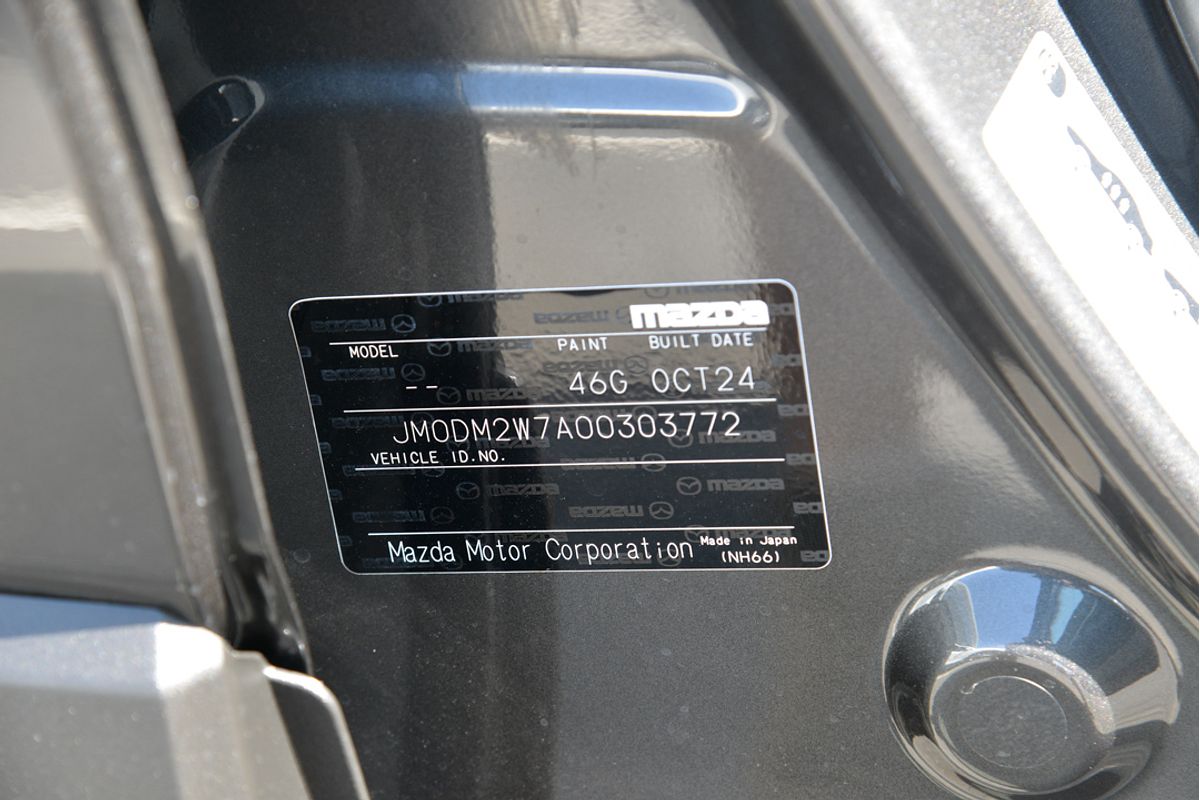 mazda
MODEL PAINT BUILT DATE
-- 46G OCT24
JM0DM2W7A00303772
VEHICLE ID.NO.
Mazda Motor Corporation Made in Japan
(NH66)